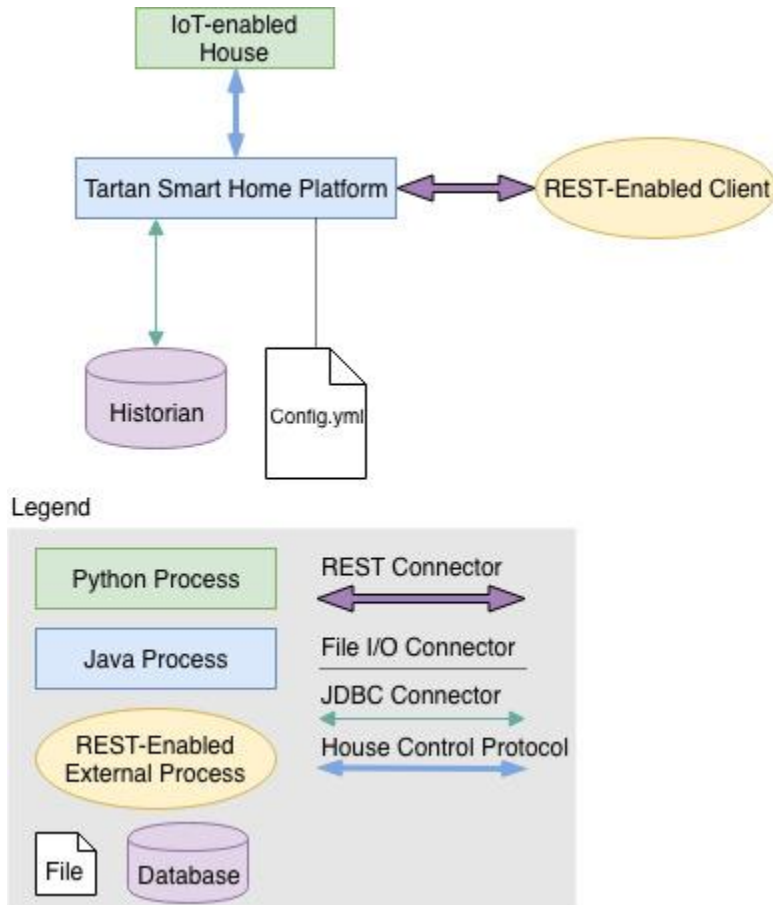 IoT-enabled
House
Tartan Smart Home Platform
REST-Enabled Client
Historian
Config.yml
Legend
Python Process
REST Connector
Java Process
File I/O Connector
JDBC Connector
House Control Protocol
REST-Enabled
External Process
File
Database